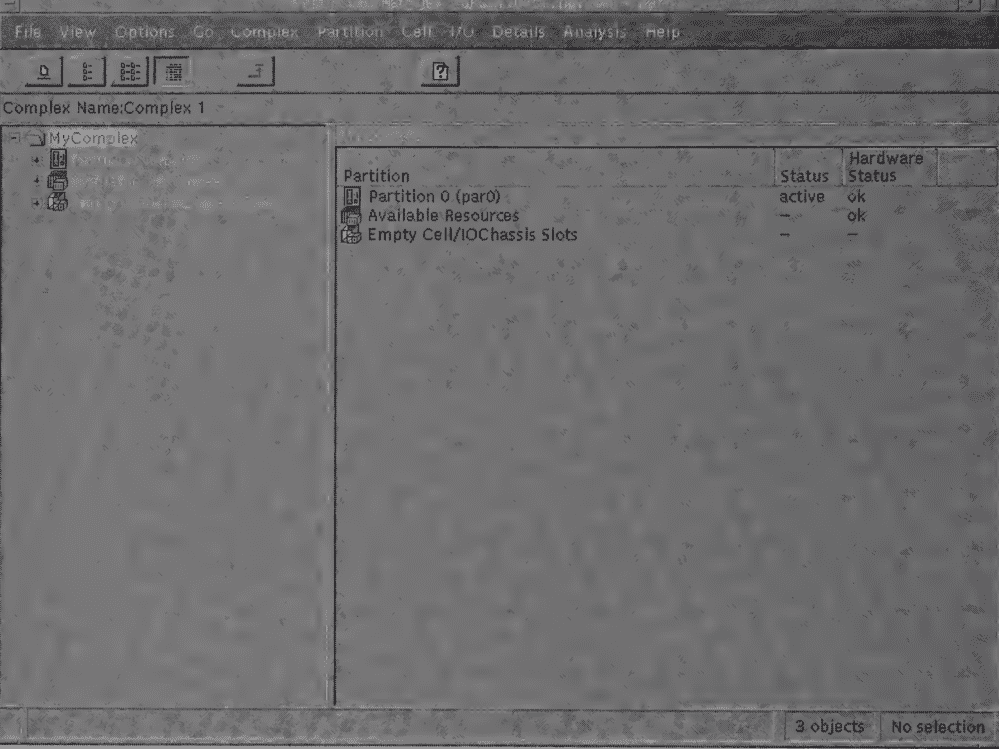 File View Options Go Complex Partition Cell I/O Details Analysis Help
Complex Name:Complex 1
MyComplex
Partition Status Hardware Status
Partition 0 (par0) active ok
Available Resources – ok
Empty Cell/IOChassis Slots – –
3 objects No selection